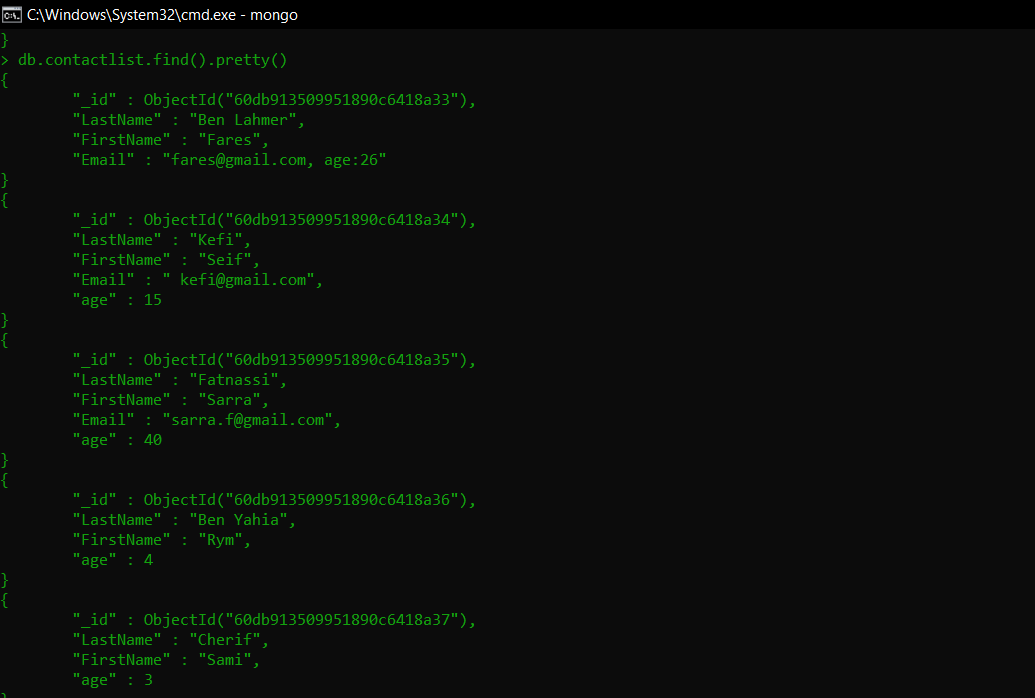 C:\Windows\System32\cmd.exe - mongo
}
> db.contactlist.find().pretty()
{
"_id" : ObjectId("60db913509951890c6418a33"),
"LastName" : "Ben Lahmer",
"FirstName" : "Fares",
"Email" : "fares@gmail.com, age:26"
}
{
"_id" : ObjectId("60db913509951890c6418a34"),
"LastName" : "Kefi",
"FirstName" : "Seif",
"Email" : " kefi@gmail.com",
"age" : 15
}
{
"_id" : ObjectId("60db913509951890c6418a35"),
"LastName" : "Fatnassi",
"FirstName" : "Sarra",
"Email" : "sarra.f@gmail.com",
"age" : 40
}
{
"_id" : ObjectId("60db913509951890c6418a36"),
"LastName" : "Ben Yahia",
"FirstName" : "Rym",
"age" : 4
}
{
"_id" : ObjectId("60db913509951890c6418a37"),
"LastName" : "Cherif",
"FirstName" : "Sami",
"age" : 3
}